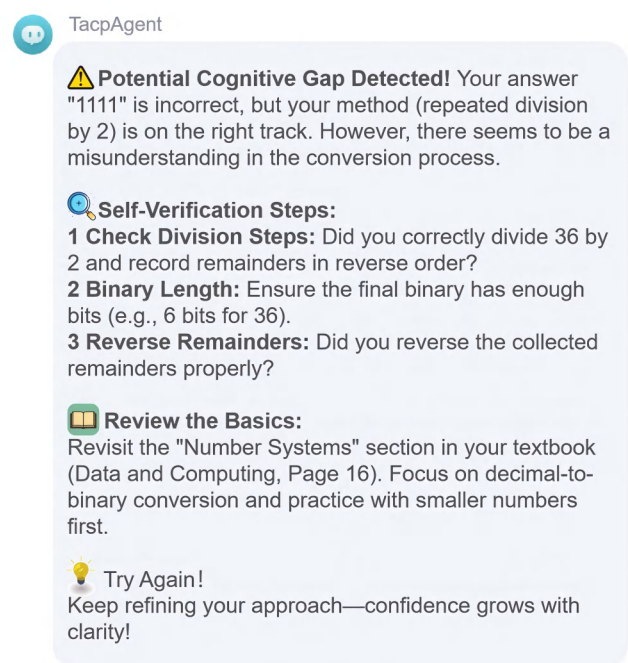 TacpAgent
⚠️Potential Cognitive Gap Detected! Your answer
"1111" is incorrect, but your method (repeated division
by 2) is on the right track. However, there seems to be a
misunderstanding in the conversion process.
🔍Self-Verification Steps:
1 Check Division Steps: Did you correctly divide 36 by
2 and record remainders in reverse order?
2 Binary Length: Ensure the final binary has enough
bits (e.g., 6 bits for 36).
3 Reverse Remainders: Did you reverse the collected
remainders properly?
📖 Review the Basics:
Revisit the "Number Systems" section in your textbook
(Data and Computing, Page 16). Focus on decimal-to-
binary conversion and practice with smaller numbers
first.
💡 Try Again!
Keep refining your approach—confidence grows with
clarity!